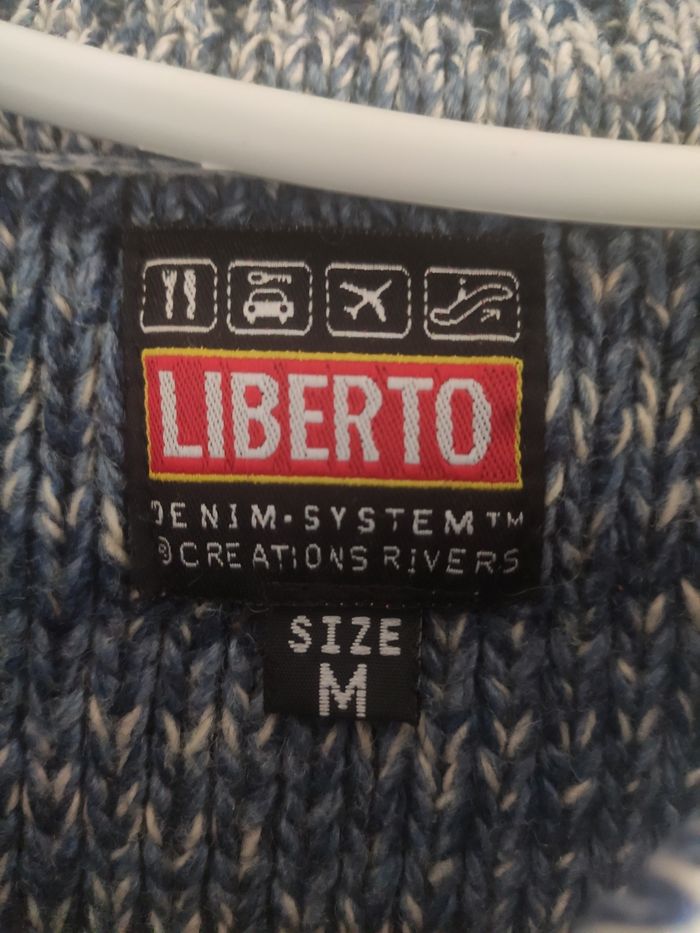 LIBERTO
DENIM-SYSTEM™
®CREATIONS RIVERS
SIZE
M